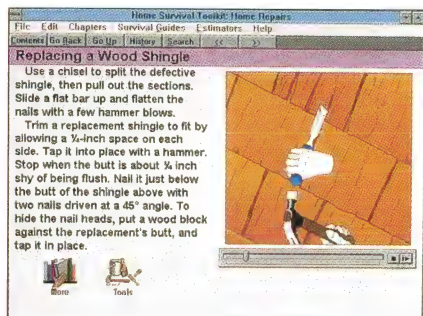 Home Survival Toolkit: Home Repairs
File Edit Chapters Survival Guides Estimators Help
Contents Go Back Go Up History Search << >>
Replacing a Wood Shingle
Use a chisel to split the defective
shingle, then pull out the sections.
Slide a flat bar up and flatten the
nails with a few hammer blows.
Trim a replacement shingle to fit by
allowing a ¼-inch space on each
side. Tap it into place with a hammer.
Stop when the butt is about ¾ inch
shy of being flush. Nail it just below
the butt of the shingle above with
two nails driven at a 45° angle. To
hide the nail heads, put a wood block
against the replacement's butt, and
tap it in place.
More Tools